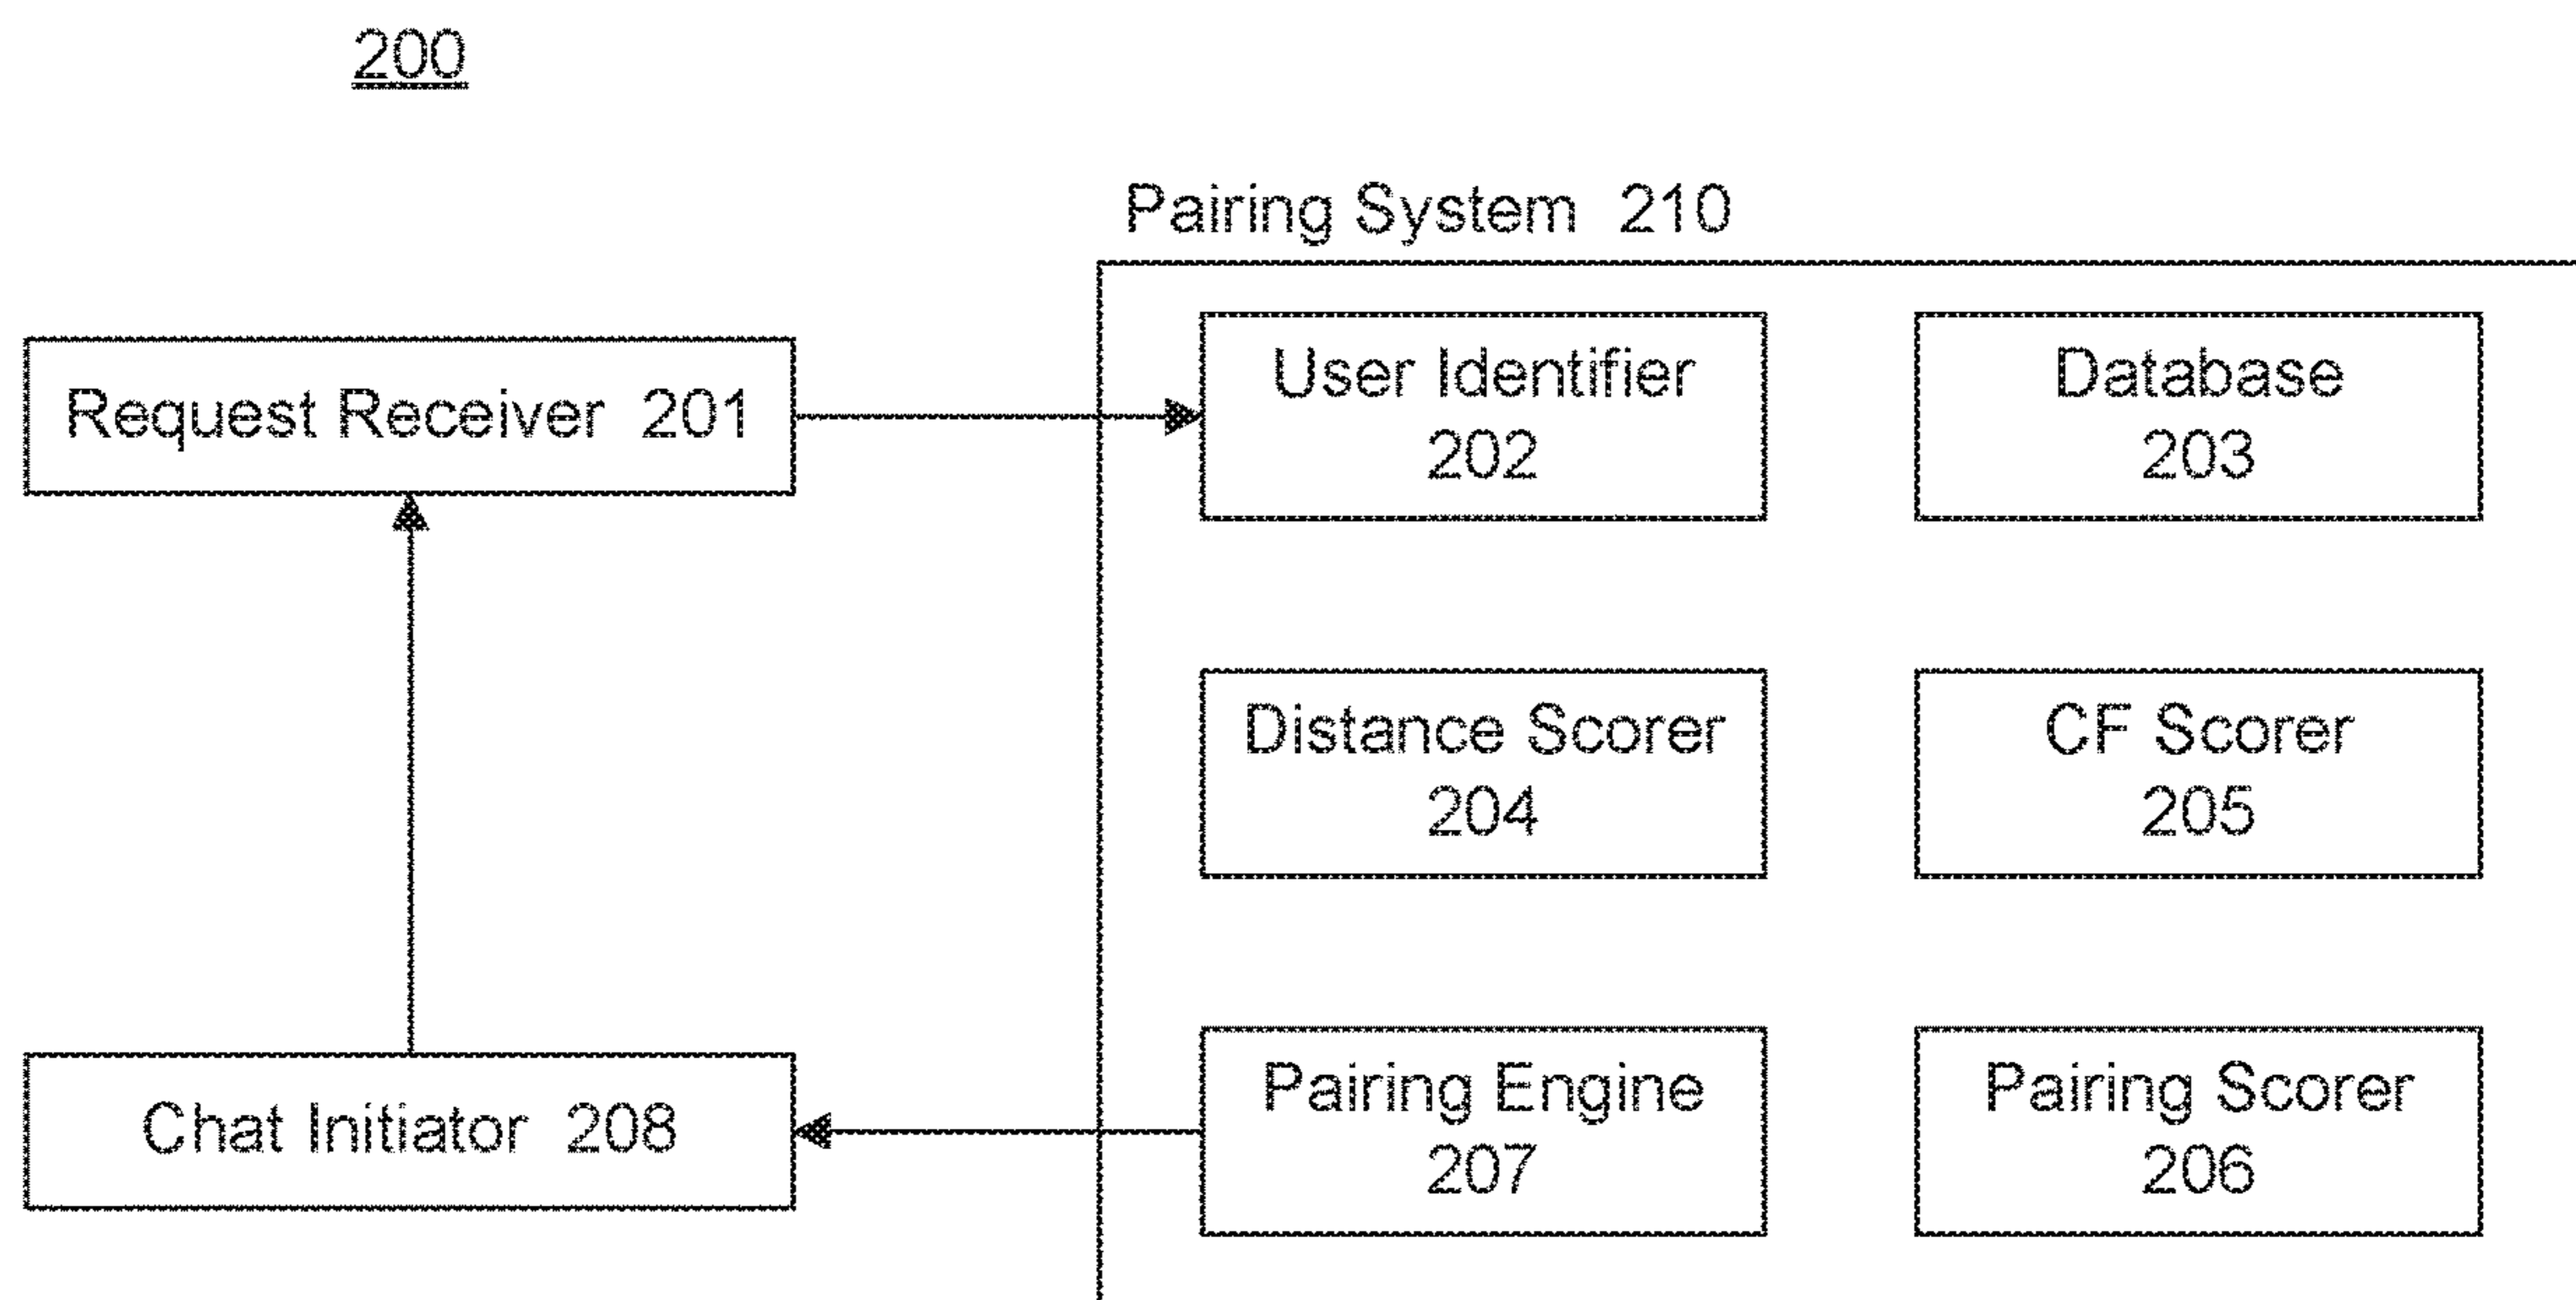 200
Pairing System 210
Request Receiver 201
User Identifier
202
Database
203
Distance Scorer
204
CF Scorer
205
Chat Initiator 208
Pairing Engine
207
Pairing Scorer
206